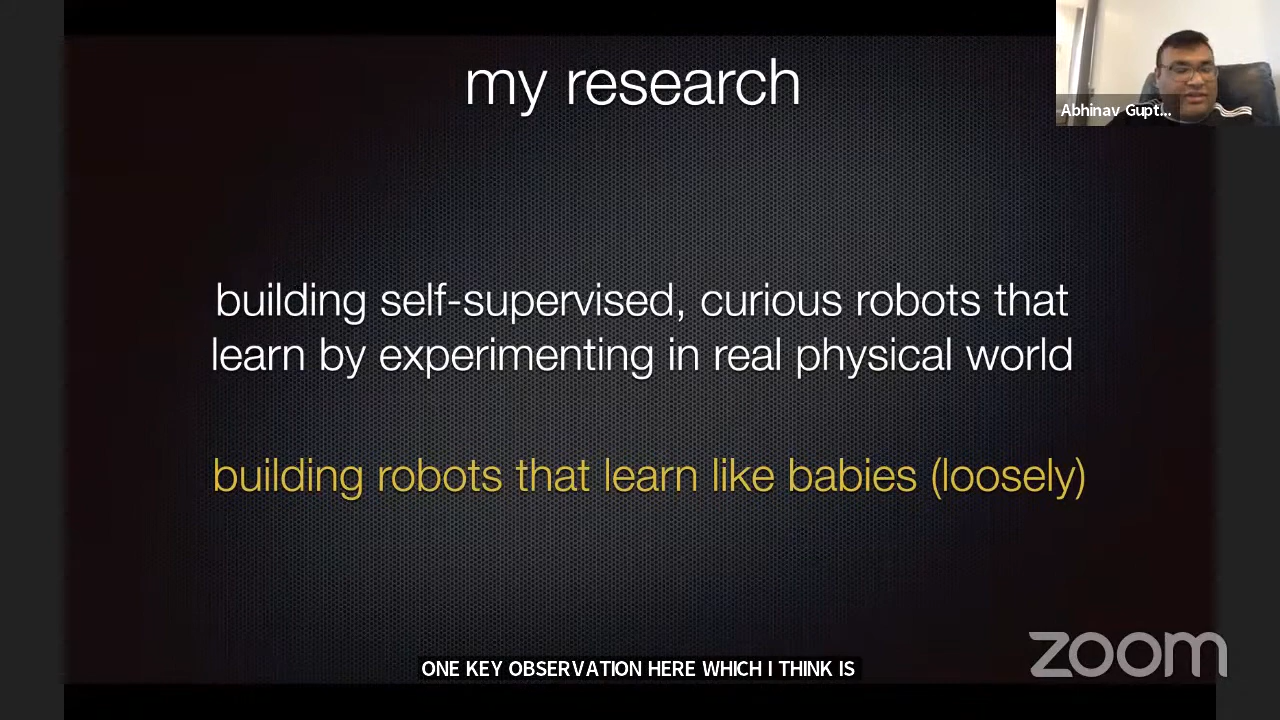 my research
Abhinav Gupt...
building self-supervised, curious robots that
learn by experimenting in real physical world
building robots that learn like babies (loosely)
zoom
ONE KEY OBSERVATION HERE WHICH I THINK IS